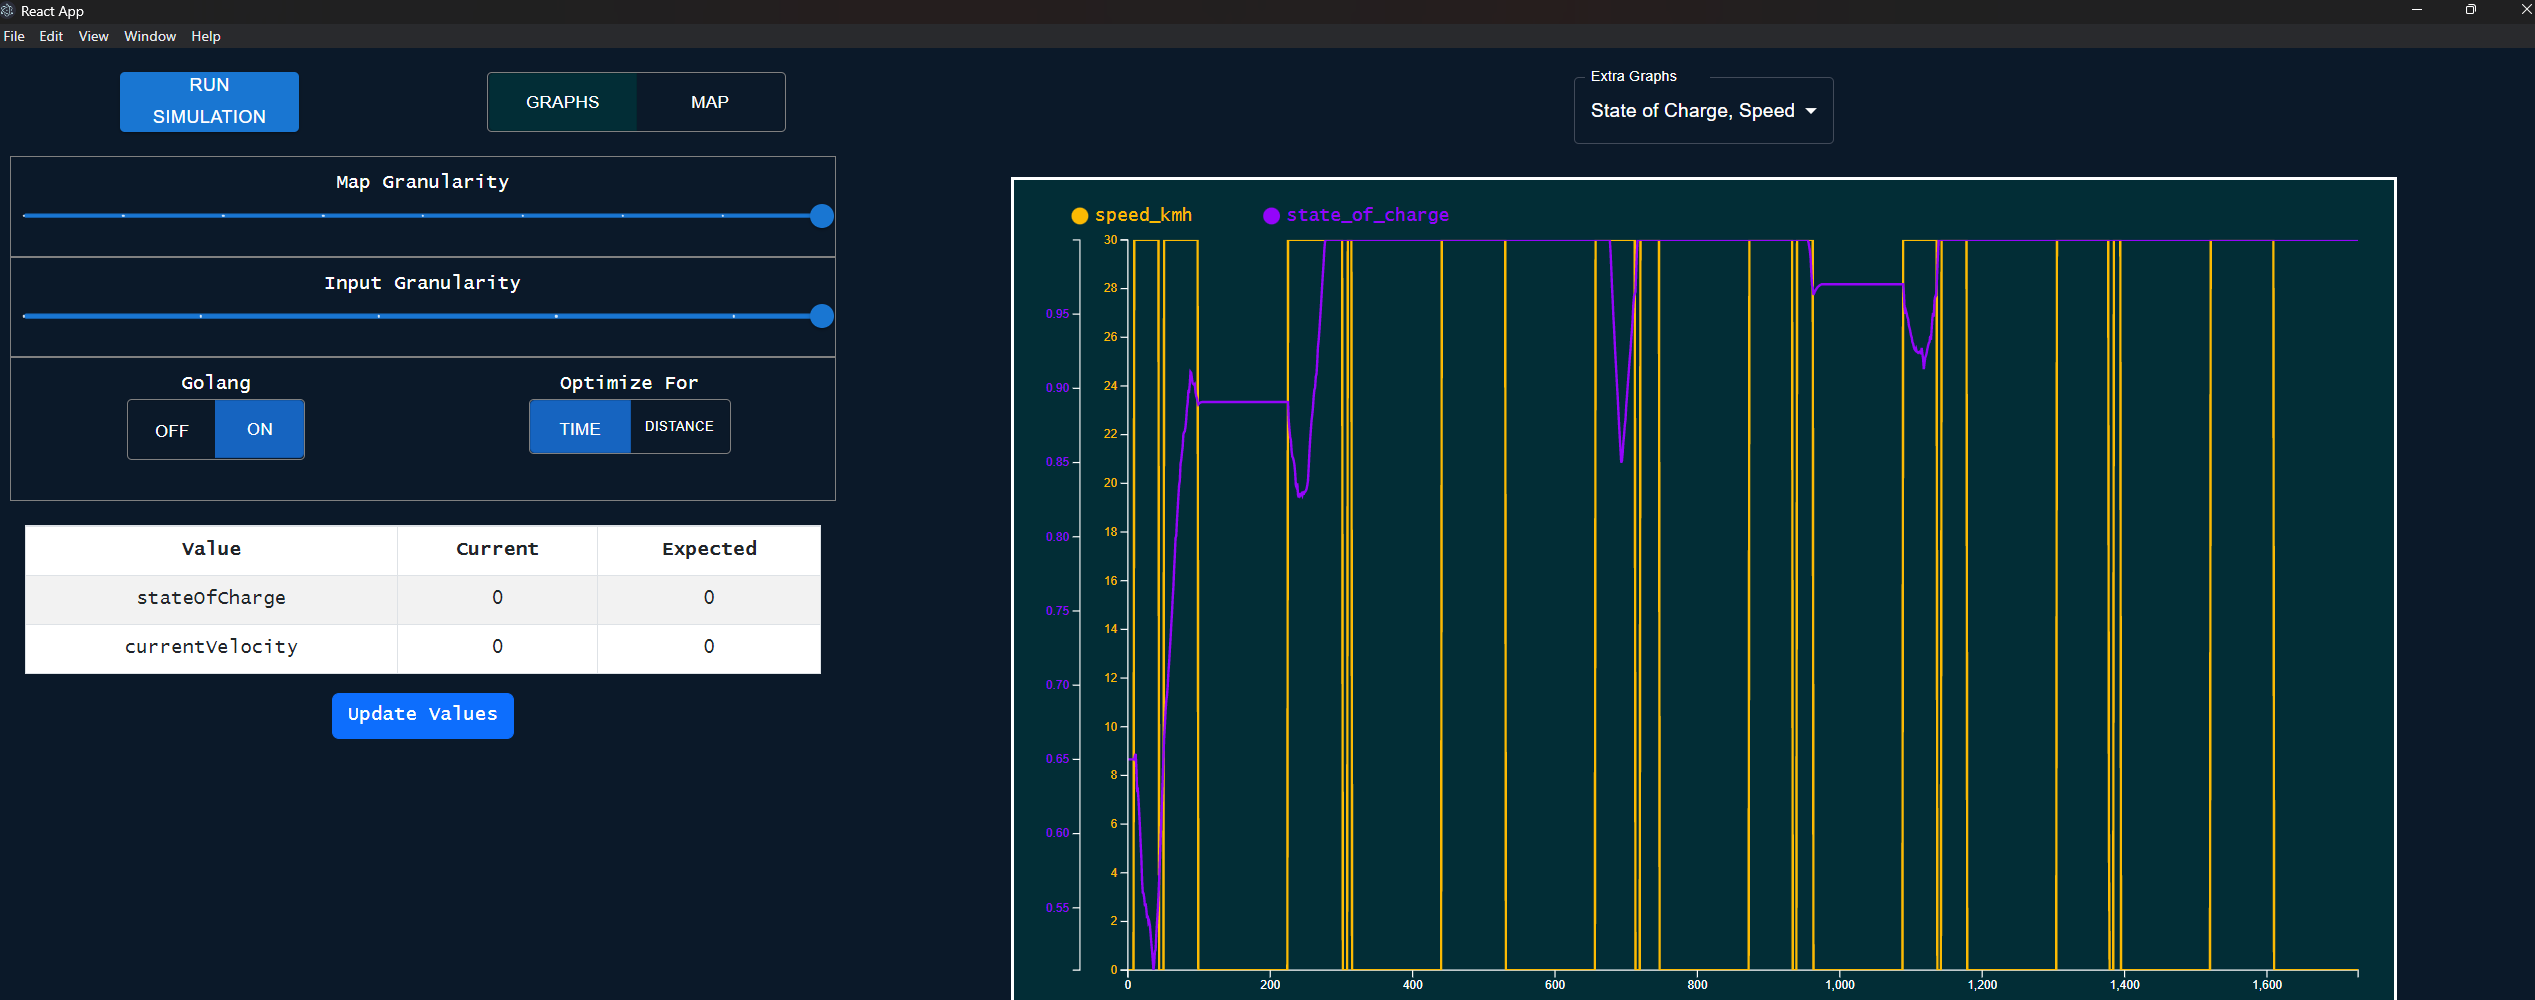 React App
File Edit View Window Help
RUN
SIMULATION
GRAPHS MAP
Map Granularity
Input Granularity
Golang
OFF ON
Optimize For
TIME DISTANCE
Value Current Expected
stateOfCharge 0 0
currentVelocity 0 0
Update Values
Extra Graphs
State of Charge, Speed
speed_kmh state_of_charge
30
28
0.95
26
0.90 24
22
0.85
20
18
0.80
16
0.75
14
0.70 12
10
0.65
8
6
0.60
4
0.55
2
0
0 200 400 600 800 1,000 1,200 1,400 1,600